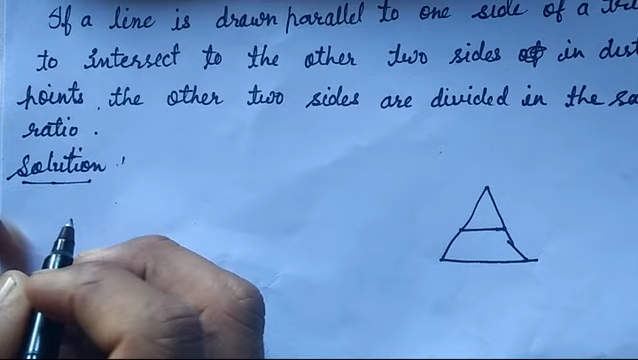 If a line is drawn parallel to one side of a
to intersect to the other two sides in
points, the other two sides are divided in the
ratio.
Solution :